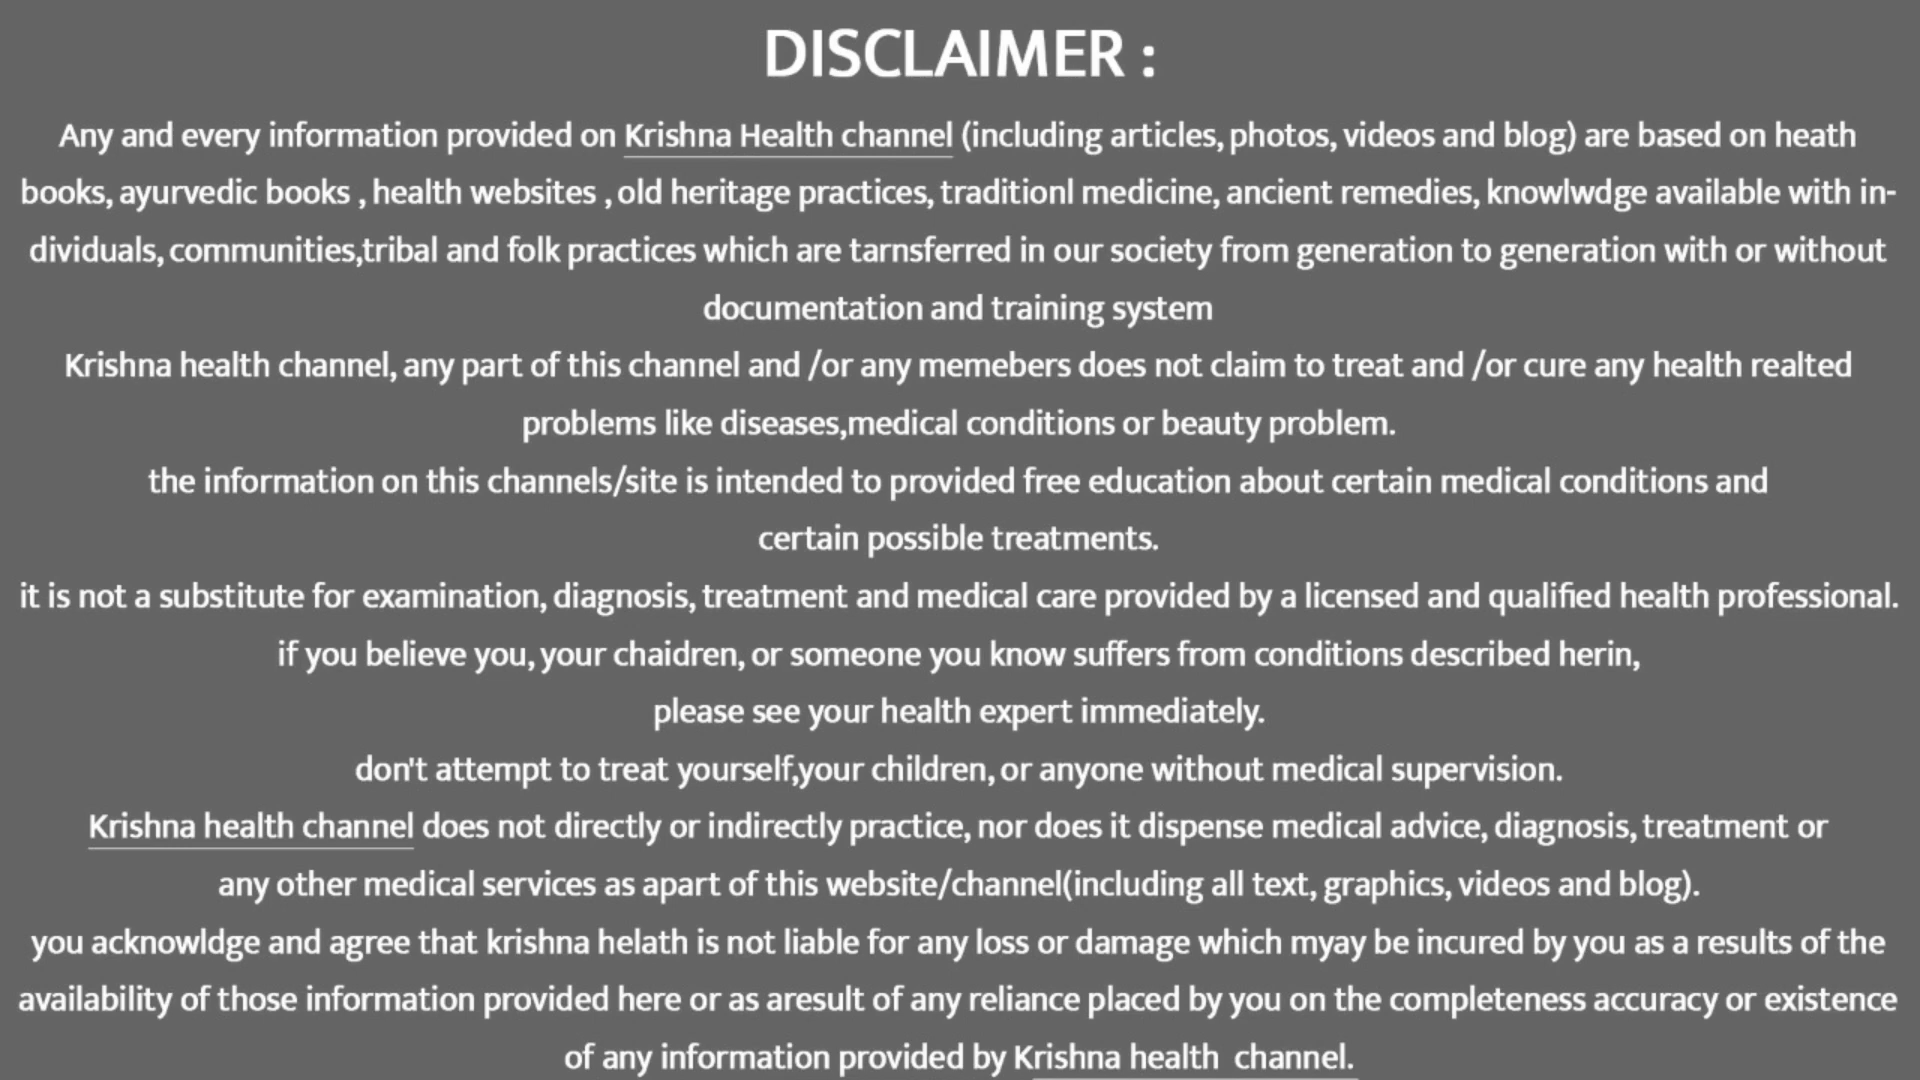 DISCLAIMER :
Any and every information provided on Krishna Health channel (including articles, photos, videos and blog) are based on heath
books, ayurvedic books , health websites , old heritage practices, traditionl medicine, ancient remedies, knowlwdge available with in-
dividuals, communities,tribal and folk practices which are tarnsferred in our society from generation to generation with or without
documentation and training system
Krishna health channel, any part of this channel and /or any memebers does not claim to treat and /or cure any health realted
problems like diseases,medical conditions or beauty problem.
the information on this channels/site is intended to provided free education about certain medical conditions and
certain possible treatments.
it is not a substitute for examination, diagnosis, treatment and medical care provided by a licensed and qualified health professional.
if you believe you, your chaidren, or someone you know suffers from conditions described herin,
please see your health expert immediately.
don't attempt to treat yourself,your children, or anyone without medical supervision.
Krishna health channel does not directly or indirectly practice, nor does it dispense medical advice, diagnosis, treatment or
any other medical services as apart of this website/channel(including all text, graphics, videos and blog).
you acknowldge and agree that krishna helath is not liable for any loss or damage which myay be incured by you as a results of the
availability of those information provided here or as aresult of any reliance placed by you on the completeness accuracy or existence
of any information provided by Krishna health channel.